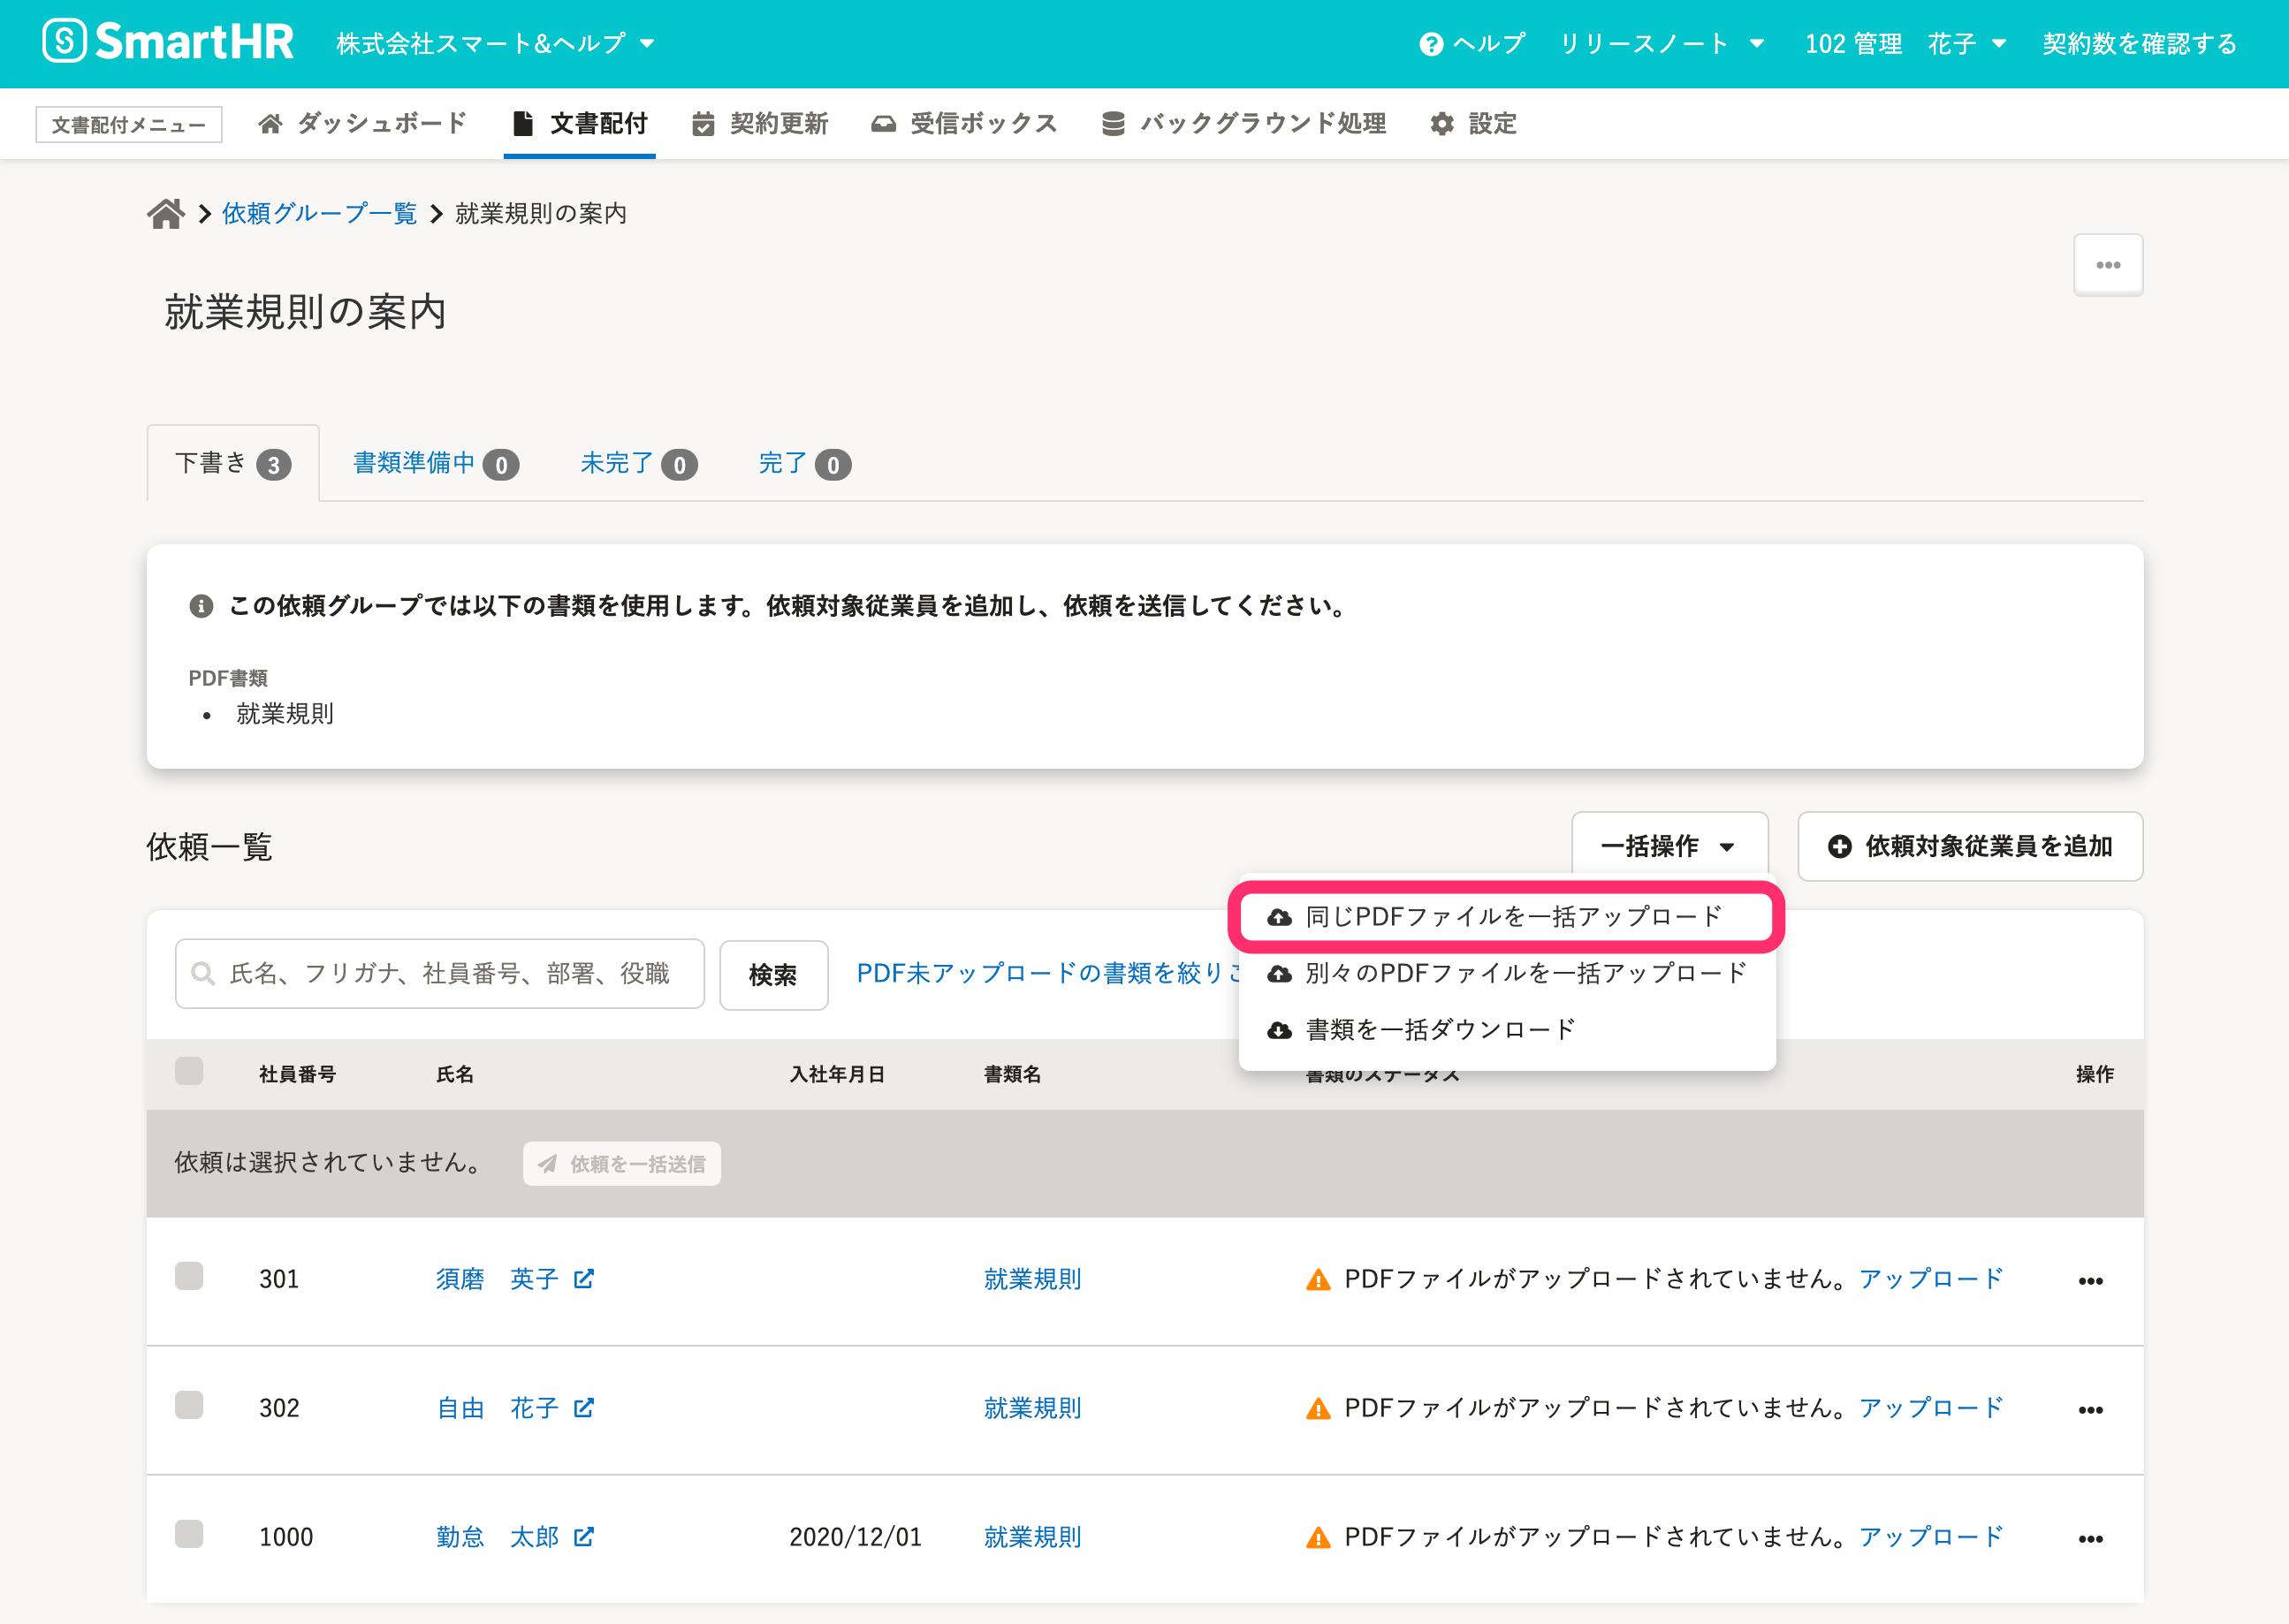 SmartHR 株式会社スマート&ヘルプ ヘルプ リリースノート 102 管理 花子 契約数を確認する
文書配付メニュー ダッシュボード 文書配付 契約更新 受信ボックス バックグラウンド処理 設定
依頼グループ一覧 就業規則の案内
就業規則の案内
下書き 3 書類準備中 0 未完了 0 完了 0
この依頼グループでは以下の書類を使用します。依頼対象従業員を追加し、依頼を送信してください。
PDF書類
• 就業規則
依頼一覧 一括操作 依頼対象従業員を追加
同じPDFファイルを一括アップロード
氏名、フリガナ、社員番号、部署、役職 検索 PDF未アップロードの書類を絞りこ
別々のPDFファイルを一括アップロード
書類を一括ダウンロード
社員番号 氏名 入社年月日 書類名 書類のステータス 操作
依頼は選択されていません。 依頼を一括送信
301 須磨 英子 就業規則 PDFファイルがアップロードされていません。アップロード
302 自由 花子 就業規則 PDFファイルがアップロードされていません。アップロード
1000 勤怠 太郎 2020/12/01 就業規則 PDFファイルがアップロードされていません。アップロード